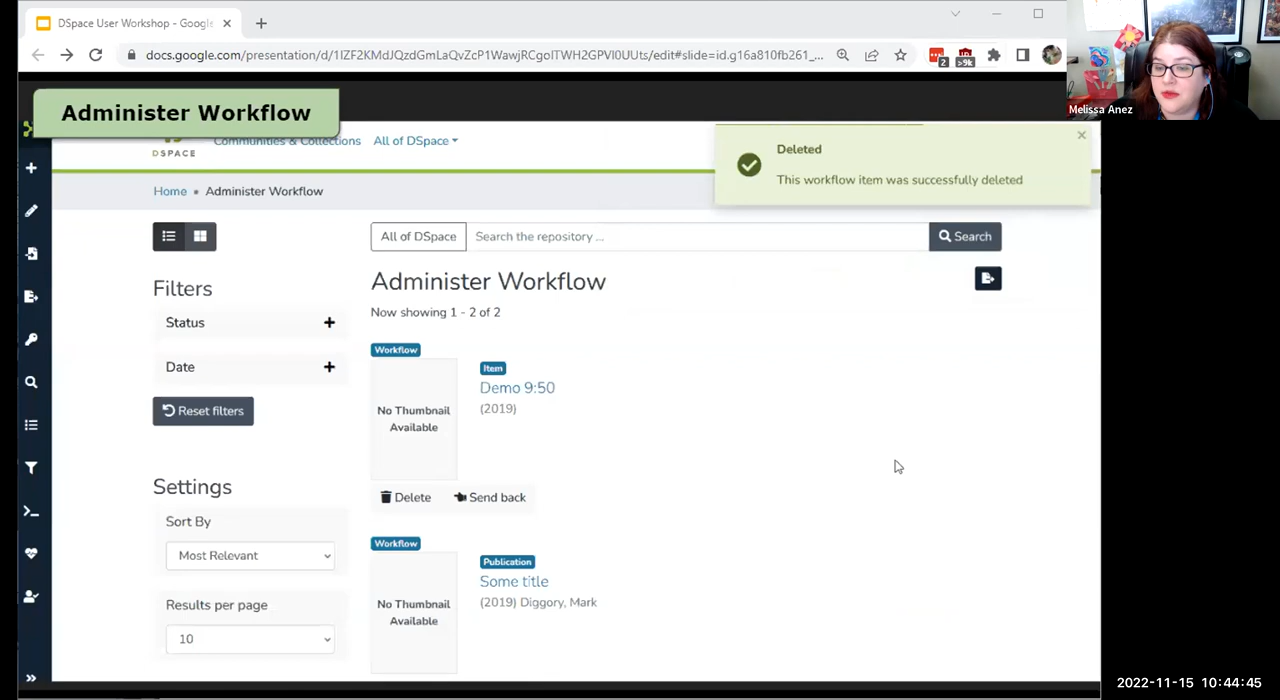 DSpace User Workshop - Google
docs.google.com/presentation/d/1IZF2KMdJQzdGnLaQvZcP1WawjRCgoITWH2GPVI0UUts/edit#slide=id.g16a810fb261_...
2
>9k
Melissa Anez
Administer Workflow
DSPACE
Communities & Collections
All of DSpace
Deleted
This workflow item was successfully deleted
Home • Administer Workflow
All of DSpace
Search the repository ...
Search
Filters
Status
Date
Reset filters
Settings
Sort By
Most Relevant
Results per page
10
Administer Workflow
Now showing 1 - 2 of 2
Workflow
No Thumbnail
Available
Item
Demo 9:50
(2019)
Delete
Send back
Workflow
No Thumbnail
Available
Publication
Some title
(2019) Diggory, Mark
2022-11-15 10:44:45